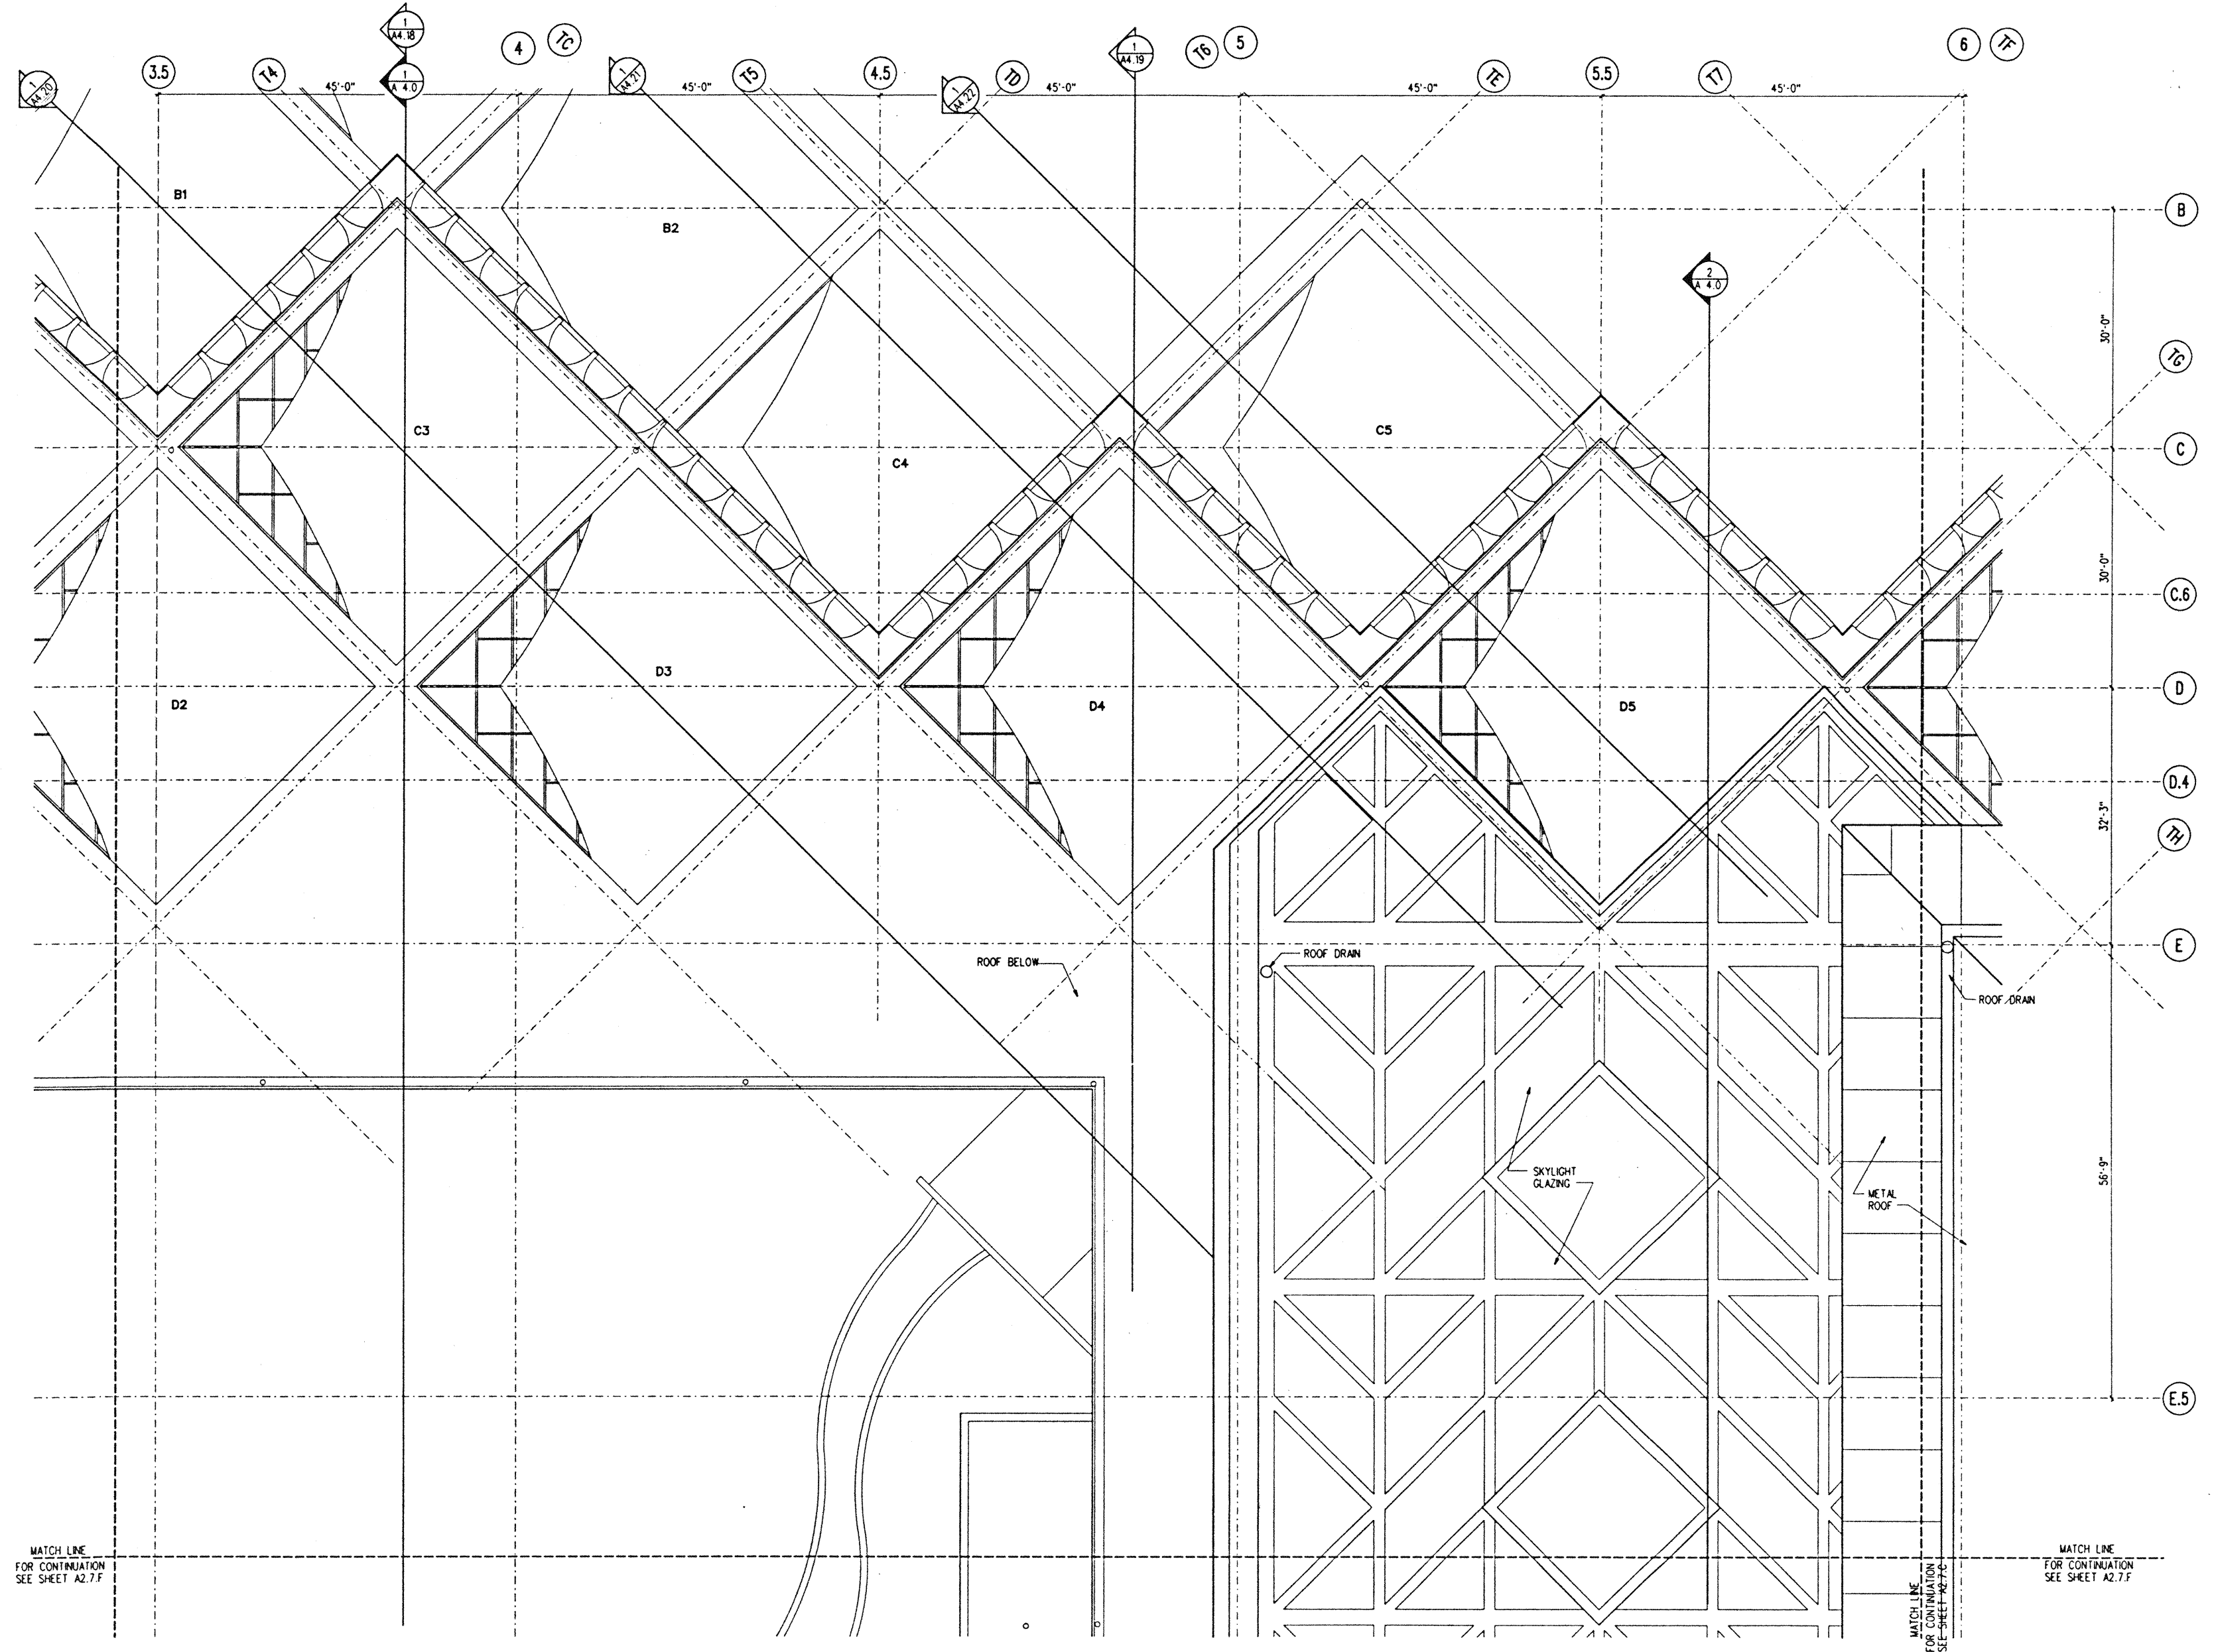 1
A4.18
4
TC
T6
5
6
TF
1
A4.19
3.5
T4
1
A 4.0
1
A4.21
T5
4.5
TD
TE
5.5
T7
1
A4.20
45'-0"
45'-0"
1
A4.22
45'-0"
45'-0"
45'-0"
B1
B2
B
2
A 4.0
30'-0"
TG
C3
C4
C5
C
C.6
30'-0"
D2
D3
D4
D5
D
D.4
32'-3"
TH
E
ROOF BELOW
ROOF DRAIN
ROOF DRAIN
SKYLIGHT
GLAZING
METAL
ROOF
56'-9"
E.5
MATCH LINE
FOR CONTINUATION
SEE SHEET A2.7.F
MATCH LINE
FOR CONTINUATION
SEE SHEET A2.7.F
MATCH LINE
FOR CONTINUATION
SEE SHEET A2.7.C